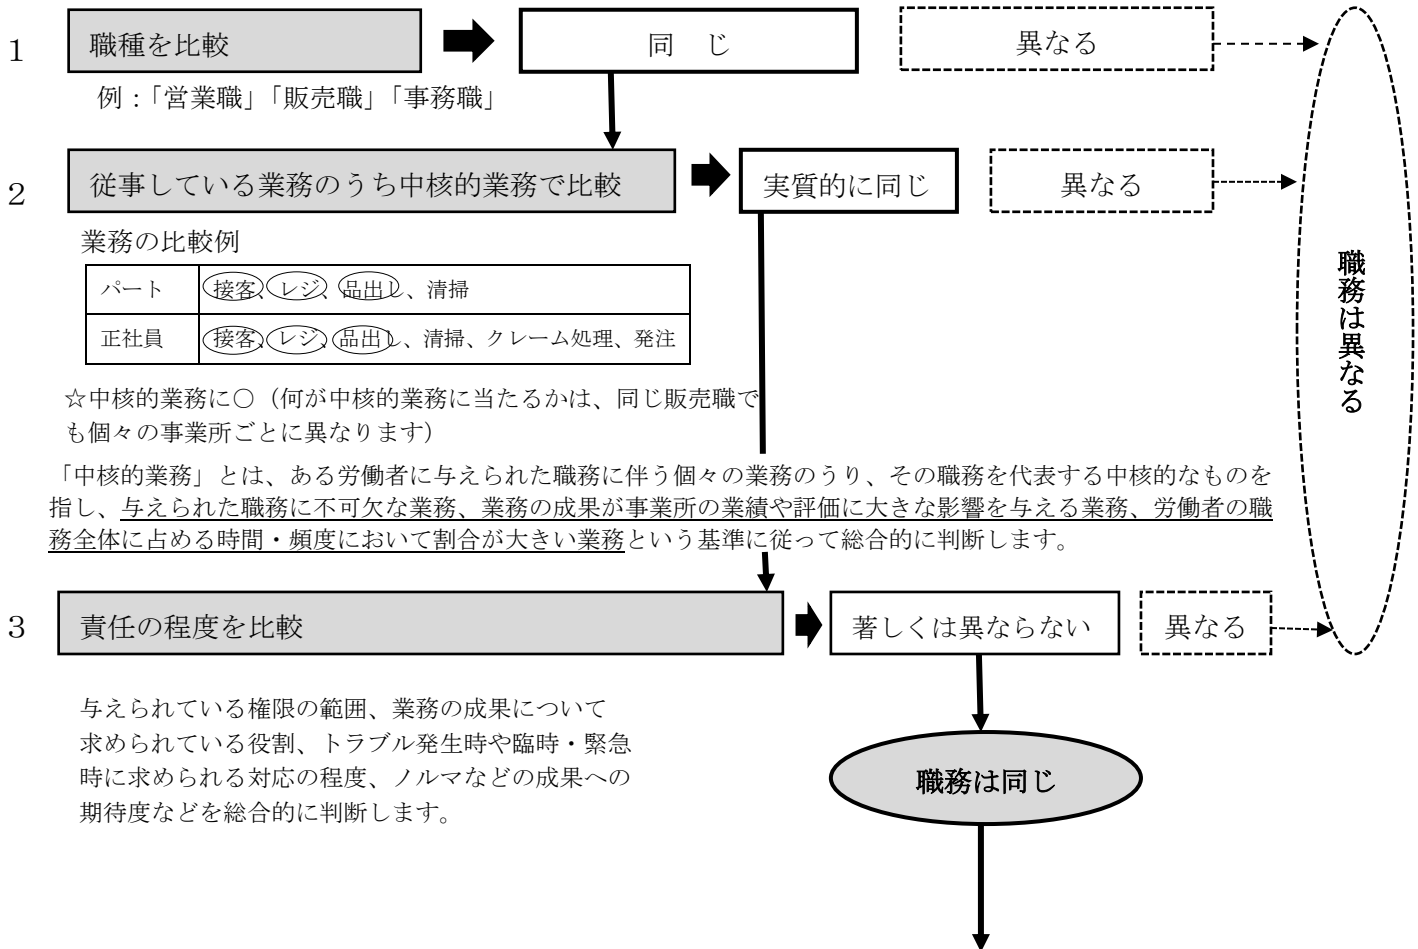 1
職種を比較
同 じ
異なる
例:「営業職」「販売職」「事務職」
2
従事している業務のうち中核的業務で比較
実質的に同じ
異なる
業務の比較例
パート 接客、レジ、品出し、清掃
正社員 接客、レジ、品出し、清掃、クレーム処理、発注
☆中核的業務に○（何が中核的業務に当たるかは、同じ販売職で
も個々の事業所ごとに異なります）
「中核的業務」とは、ある労働者に与えられた職務に伴う個々の業務のうり、その職務を代表する中核的なものを
指し、与えられた職務に不可欠な業務、業務の成果が事業所の業績や評価に大きな影響を与える業務、労働者の職
務全体に占める時間・頻度において割合が大きい業務という基準に従って総合的に判断します。
3
責任の程度を比較
著しくは異ならない
異なる
与えられている権限の範囲、業務の成果について
求められている役割、トラブル発生時や臨時・緊急
時に求められる対応の程度、ノルマなどの成果への
期待度などを総合的に判断します。
職務は同じ
職務は異なる